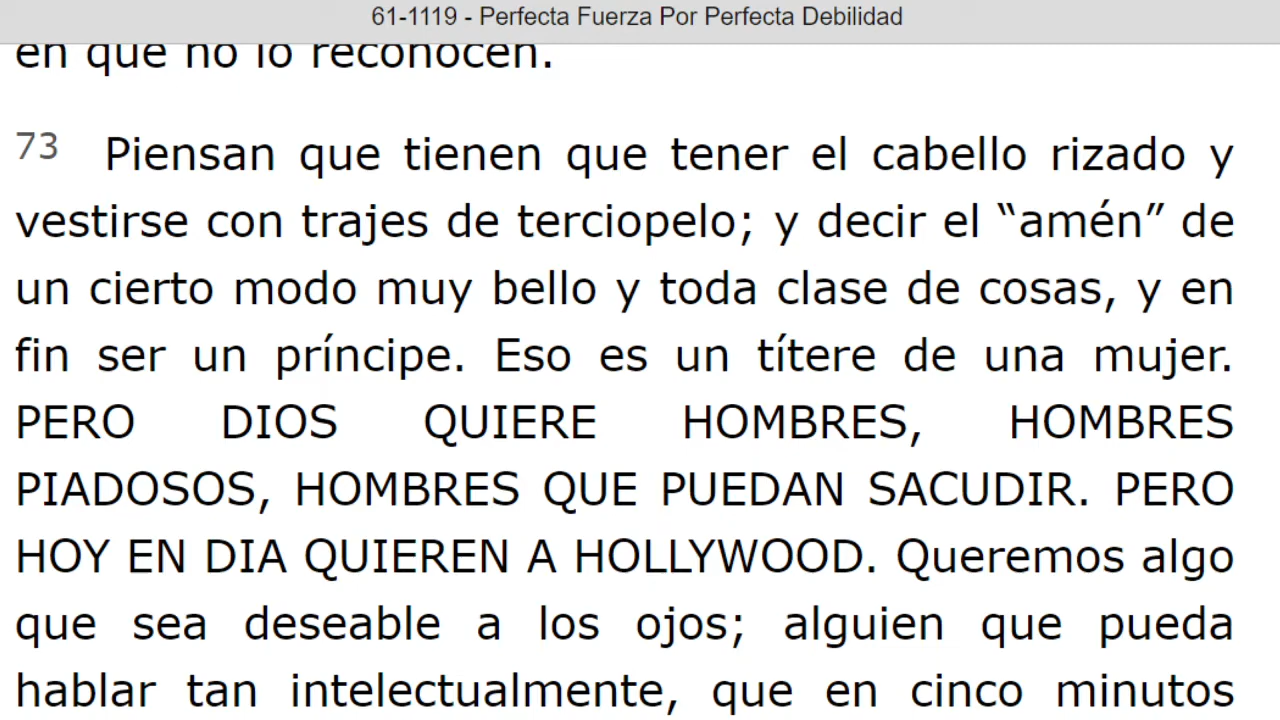 61-1119 - Perfecta Fuerza Por Perfecta Debilidad
en que no lo reconocen.
73 Piensan que tienen que tener el cabello rizado y
vestirse con trajes de terciopelo; y decir el “amén” de
un cierto modo muy bello y toda clase de cosas, y en
fin ser un príncipe. Eso es un títere de una mujer.
PERO DIOS QUIERE HOMBRES, HOMBRES
PIADOSOS, HOMBRES QUE PUEDAN SACUDIR. PERO
HOY EN DIA QUIEREN A HOLLYWOOD. Queremos algo
que sea deseable a los ojos; alguien que pueda
hablar tan intelectualmente, que en cinco minutos